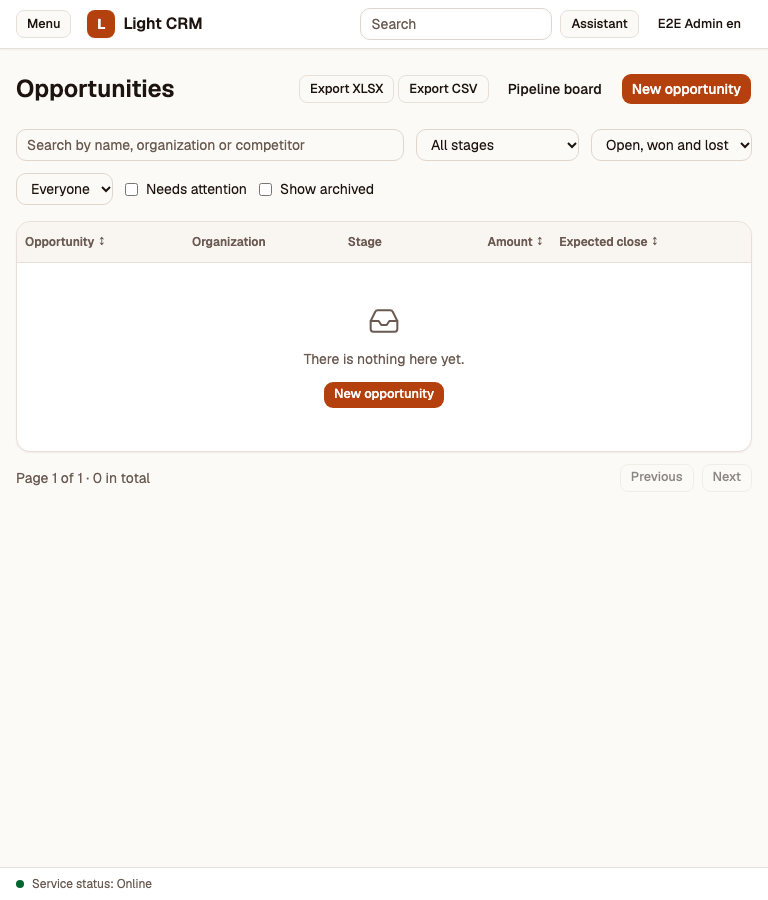 Menu
L
Light CRM
Search
Assistant
E2E Admin en
Opportunities
Export XLSX
Export CSV
Pipeline board
New opportunity
Search by name, organization or competitor
All stages
Open, won and lost
Everyone
Needs attention
Show archived
Opportunity ↕ Organization Stage Amount ↕ Expected close ↕
There is nothing here yet.
New opportunity
Page 1 of 1 · 0 in total
Previous
Next
Service status: Online